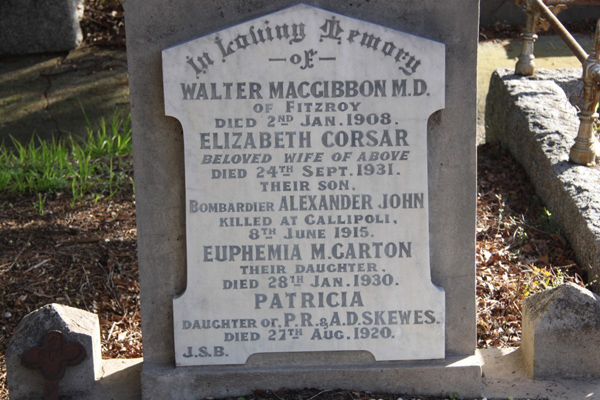 In Loving Memory
— OF —
WALTER MACGIBBON M.D.
OF FITZROY
DIED 2ND JAN. 1908.
ELIZABETH CORSAR
BELOVED WIFE OF ABOVE
DIED 24TH SEPT. 1931.
THEIR SON.
BOMBARDIER ALEXANDER JOHN
KILLED AT GALLIPOLI,
8TH JUNE 1915.
EUPHEMIA M. CARTON
THEIR DAUGHTER.
DIED 28TH JAN. 1930.
PATRICIA
DAUGHTER OF P.R. & A.D. SKEWES.
DIED 27TH AUG. 1920.
J.S.B.